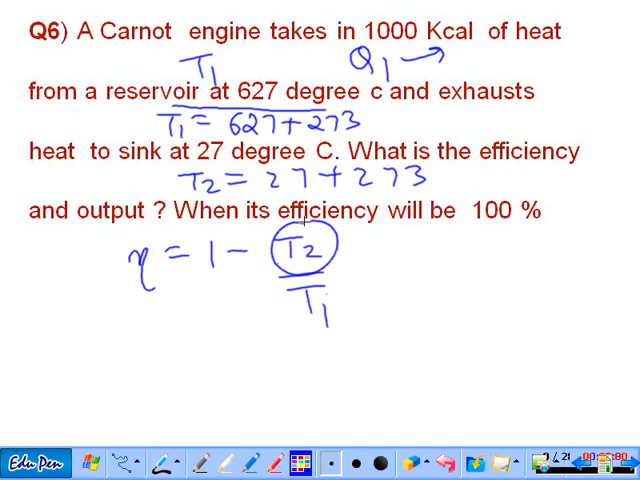 Q6) A Carnot engine takes in 1000 Kcal of heat
T1 Q1 →
from a reservoir at 627 degree c and exhausts
T1 = 627+273
heat to sink at 27 degree C. What is the efficiency
T2 = 27+273
and output ? When its efficiency will be 100 %
η = 1 - T2
T1
Edu Pen